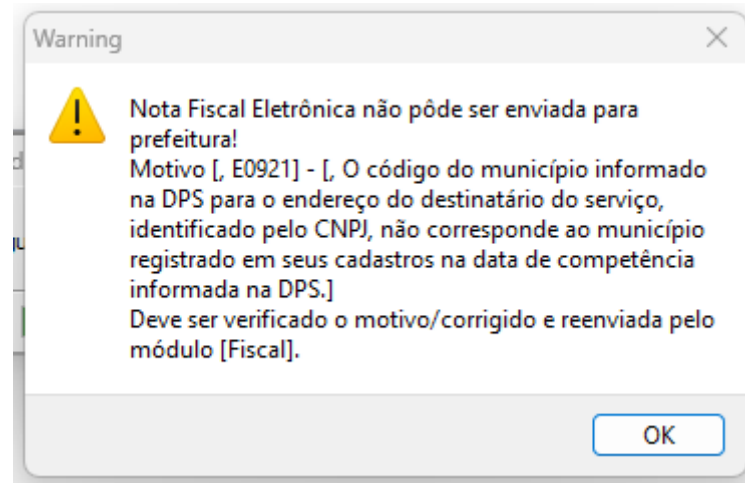 Warning
Nota Fiscal Eletrônica não pôde ser enviada para
prefeitura!
Motivo [, E0921] - [, O código do município informado
na DPS para o endereço do destinatário do serviço,
identificado pelo CNPJ, não corresponde ao município
registrado em seus cadastros na data de competência
informada na DPS.]
Deve ser verificado o motivo/corrigido e reenviada pelo
módulo [Fiscal].
OK